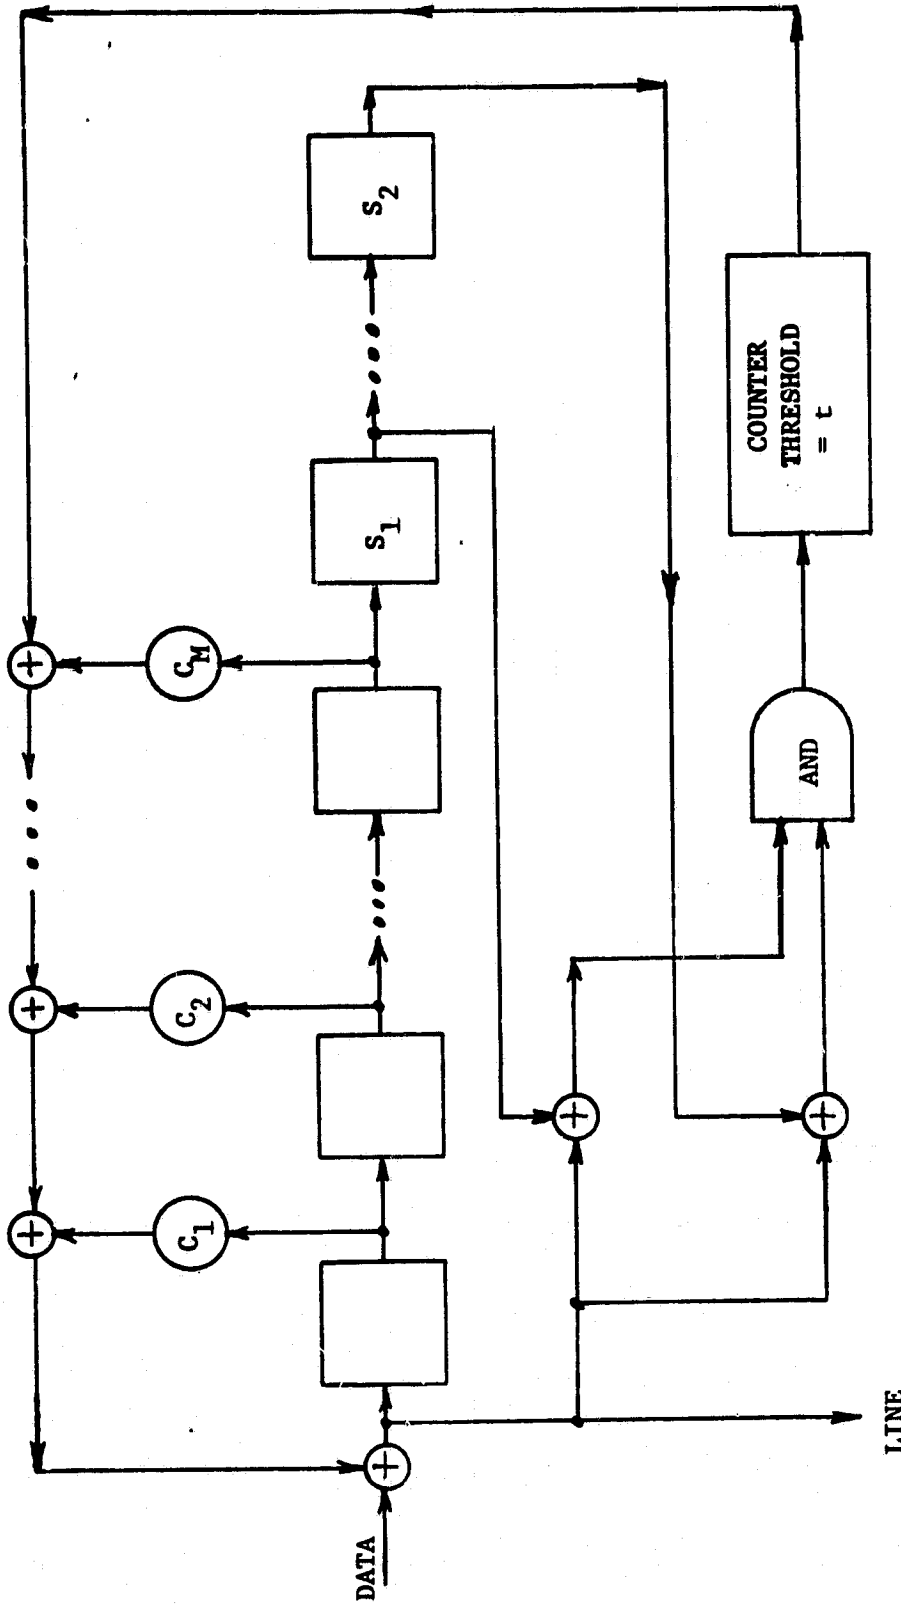 DATA
+
C1
+
C2
+
CM
+
S1
S2
LINE
+
+
AND
COUNTER
THRESHOLD
= t